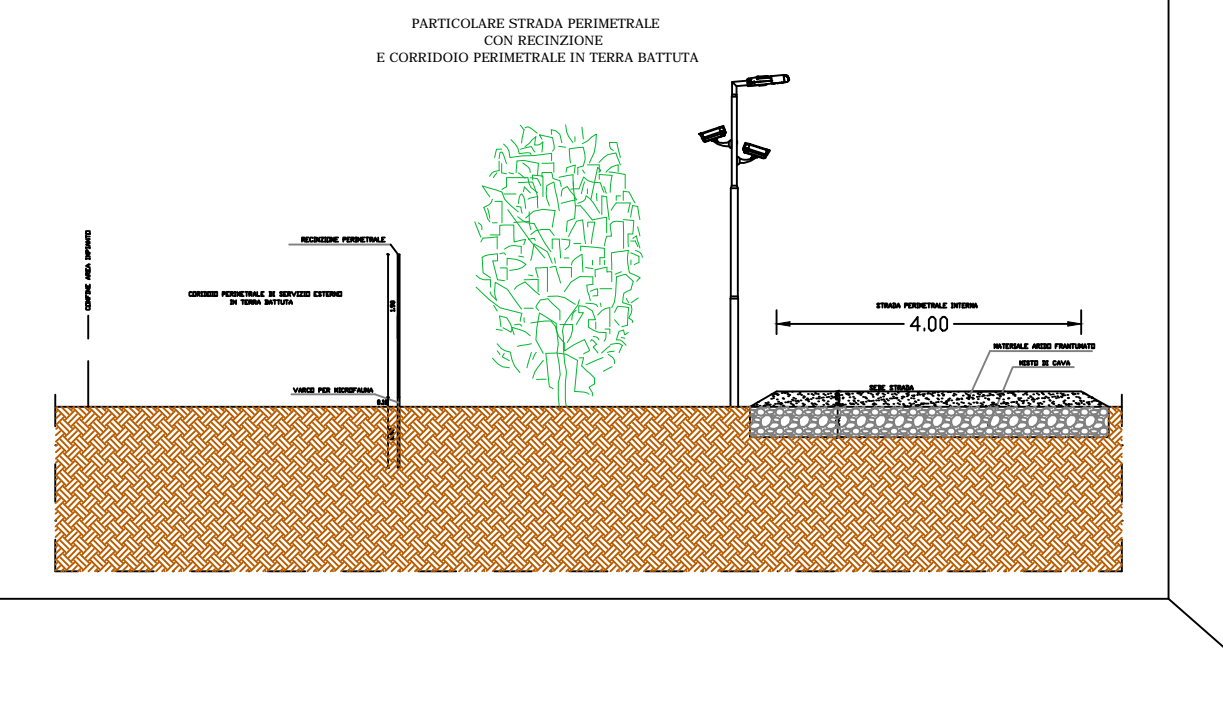 PARTICOLARE STRADA PERIMETRALE
CON RECINZIONE
E CORRIDOIO PERIMETRALE IN TERRA BATTUTA
CONFINE AREA IMPIANTO
RECINZIONE PERIMETRALE
CORRIDOIO PERIMETRALE DI SERVIZIO ESTERNO
IN TERRA BATTUTA
VARCO PER MICROFAUNA
STRADA PERIMETRALE INTERNA
4.00
MATERIALE ARIDO FRANTUMATO
MISTO DI CAVA
SEDE STRADA